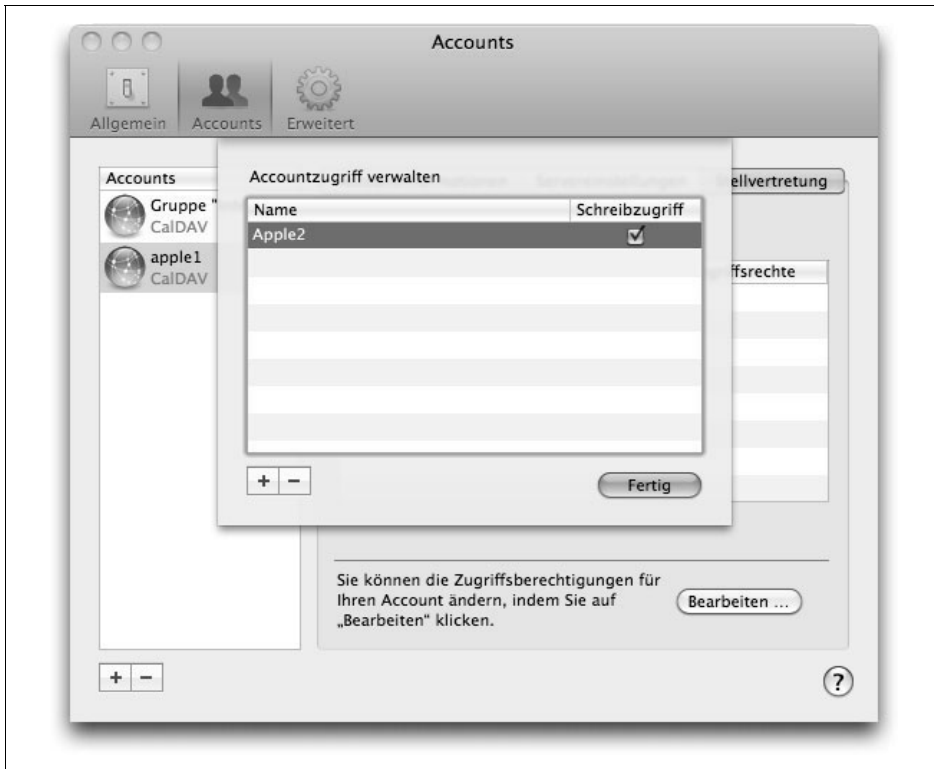 Accounts
Allgemein Accounts Erweitert
Accounts
Gruppe "
CalDAV
apple1
CalDAV
Accountzugriff verwalten
ellvertretung
Name Schreibzugriff
Apple2
ffsrechte
+ −
Fertig
Sie können die Zugriffsberechtigungen für
Ihren Account ändern, indem Sie auf
„Bearbeiten“ klicken.
Bearbeiten ...
+ −
?